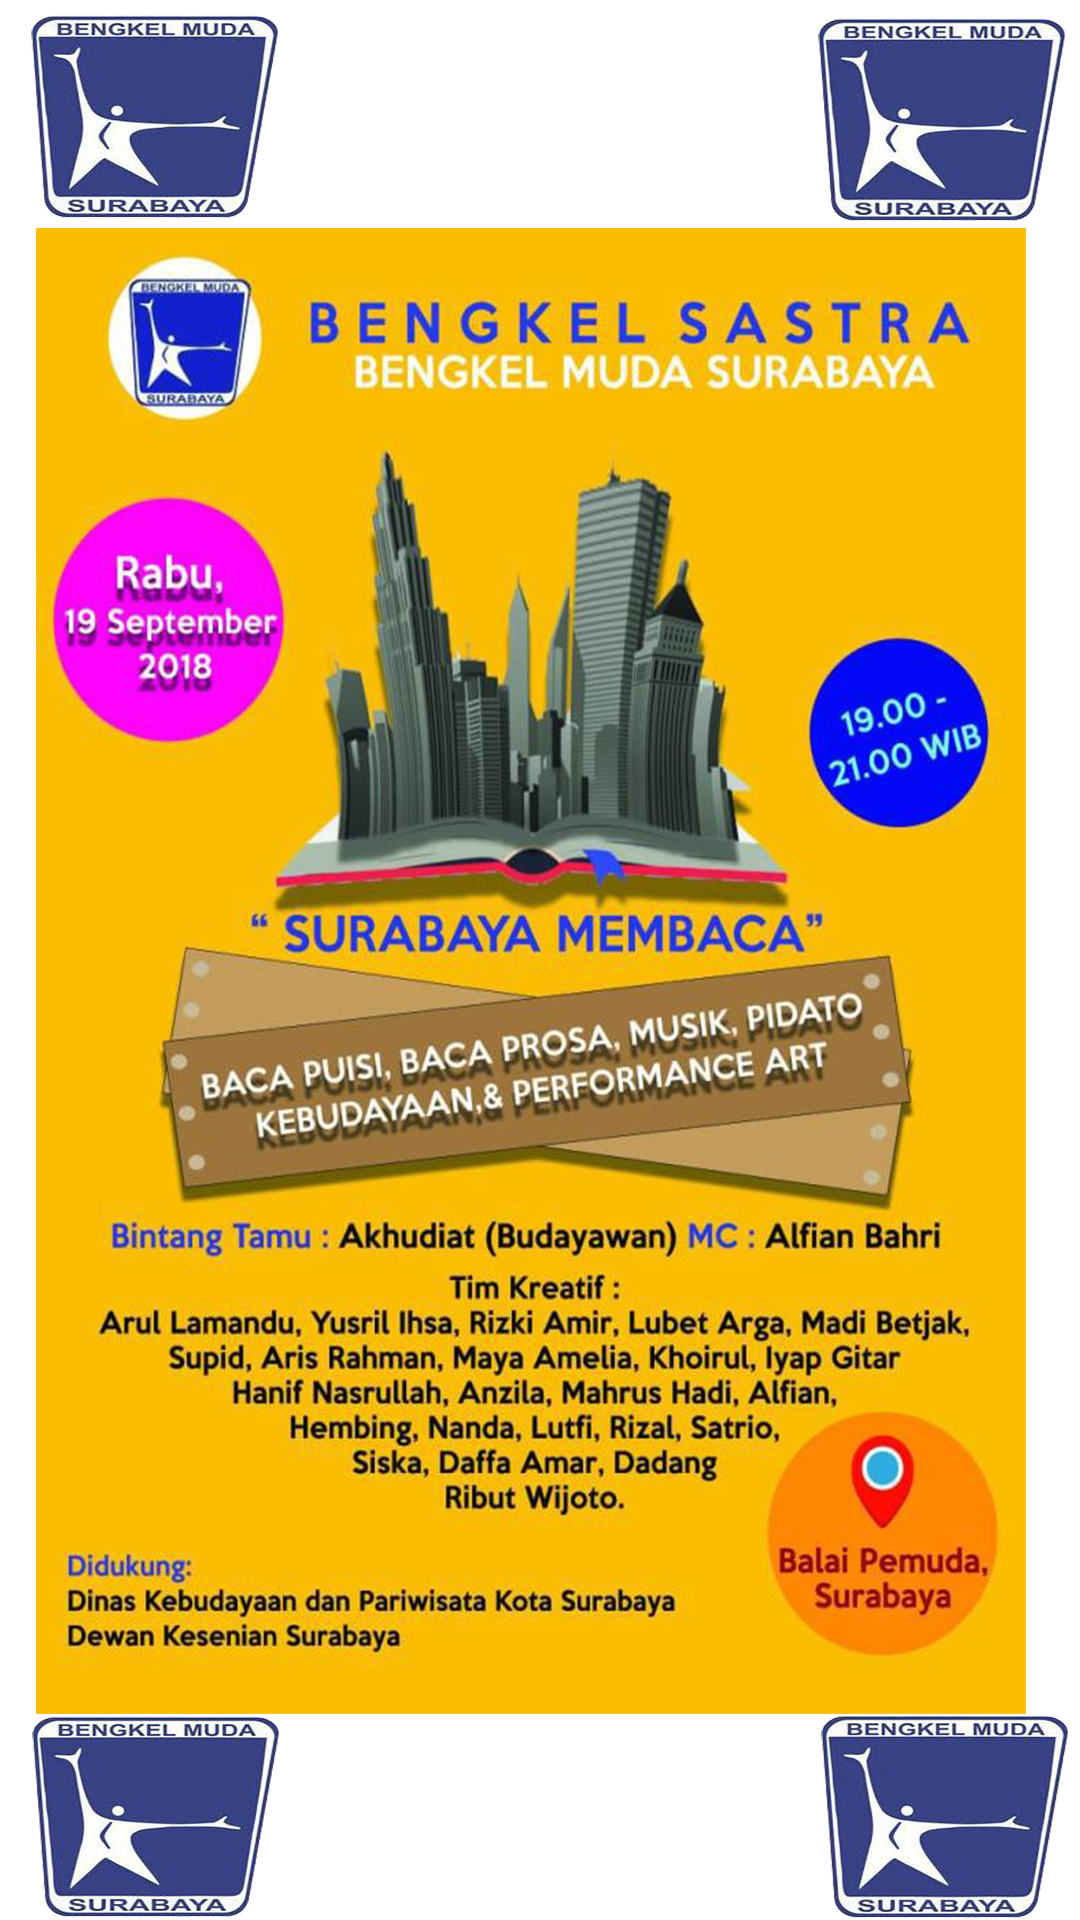 BENGKEL MUDA
SURABAYA
BENGKEL MUDA
SURABAYA
BENGKEL MUDA
SURABAYA
BENGKEL SASTRA
BENGKEL MUDA SURABAYA
Rabu,
19 September
2018
19.00 -
21.00 WIB
“ SURABAYA MEMBACA”
BACA PUISI, BACA PROSA, MUSIK, PIDATO
KEBUDAYAAN,& PERFORMANCE ART
Bintang Tamu : Akhudiat (Budayawan) MC : Alfian Bahri
Tim Kreatif :
Arul Lamandu, Yusril Ihsa, Rizki Amir, Lubet Arga, Madi Betjak,
Supid, Aris Rahman, Maya Amelia, Khoirul, Iyap Gitar
Hanif Nasrullah, Anzila, Mahrus Hadi, Alfian,
Hembing, Nanda, Lutfi, Rizal, Satrio,
Siska, Daffa Amar, Dadang
Ribut Wijoto.
Didukung:
Dinas Kebudayaan dan Pariwisata Kota Surabaya
Dewan Kesenian Surabaya
Balai Pemuda,
Surabaya
BENGKEL MUDA
SURABAYA
BENGKEL MUDA
SURABAYA